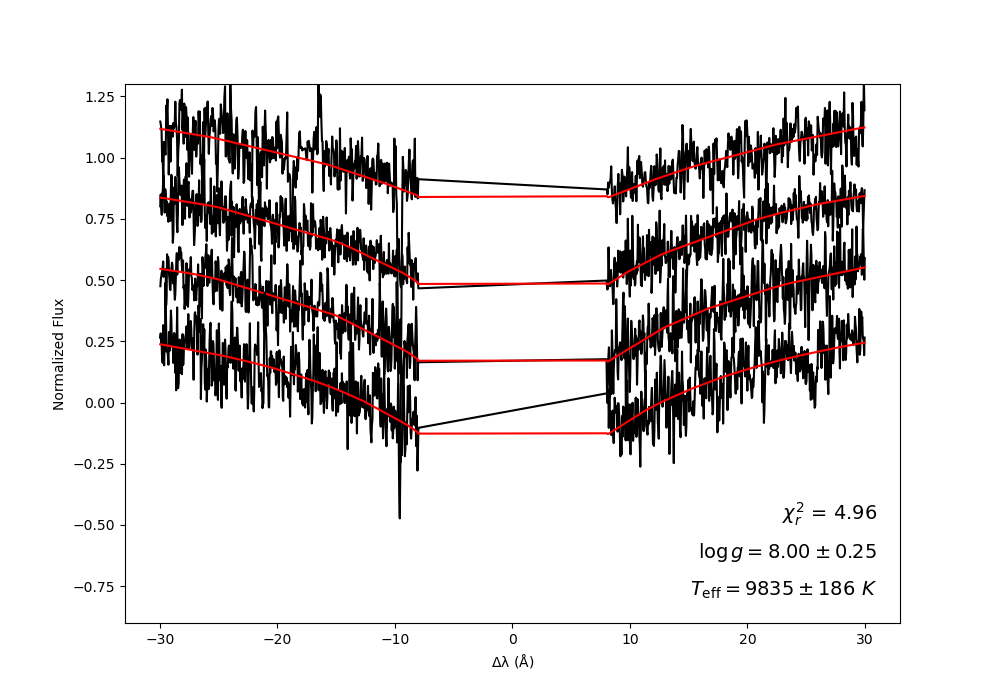 1.25
1.00
0.75
0.50
0.25
0.00
−0.25
−0.50
−0.75
Normalized Flux
χ²ᵣ = 4.96
log g = 8.00 ± 0.25
T_eff = 9835 ± 186 K
−30 −20 −10 0 10 20 30
Δλ (Å)